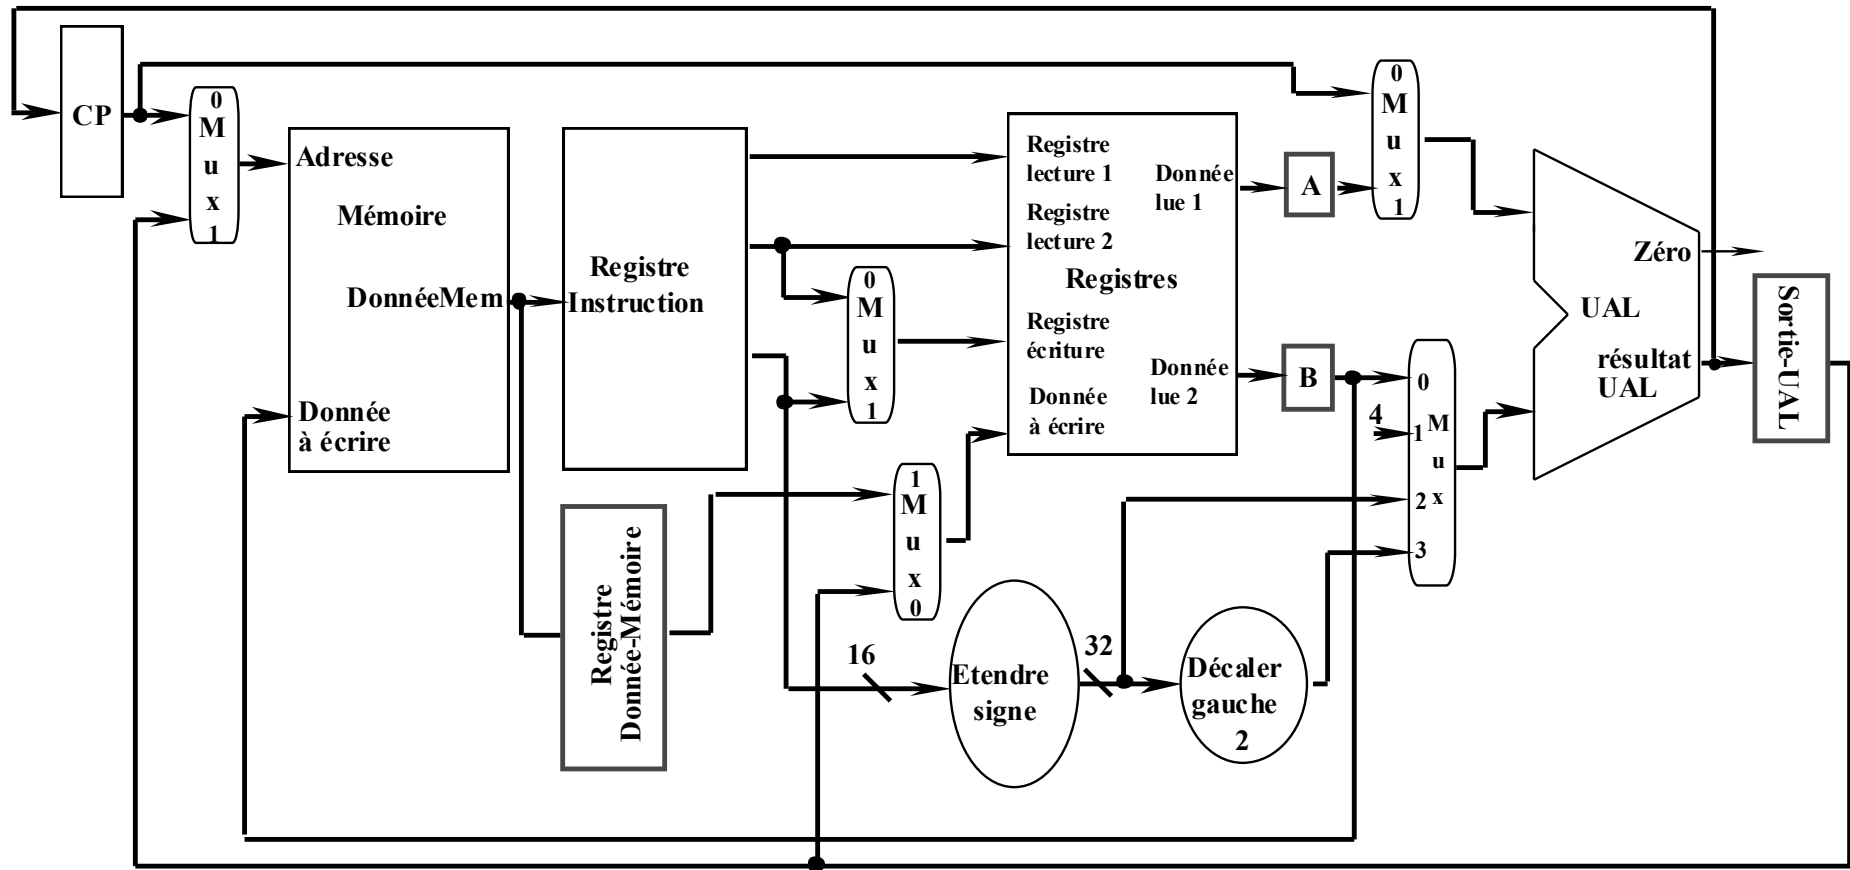 CP
0
M
u
x
1
Adresse
Mémoire
DonnéeMem
Donnée
à écrire
Registre
Instruction
Registre
Donnée-Mémoire
0
M
u
x
1
1
M
u
x
0
Registre
lecture 1
Registre
lecture 2
Registres
Registre
écriture
Donnée
à écrire
Donnée
lue 1
Donnée
lue 2
16
Etendre
signe
32
Décaler
gauche
2
A
B
0
M
u
x
1
4
0
1
M
u
2
x
3
Zéro
UAL
résultat
UAL
Sortie-UAL